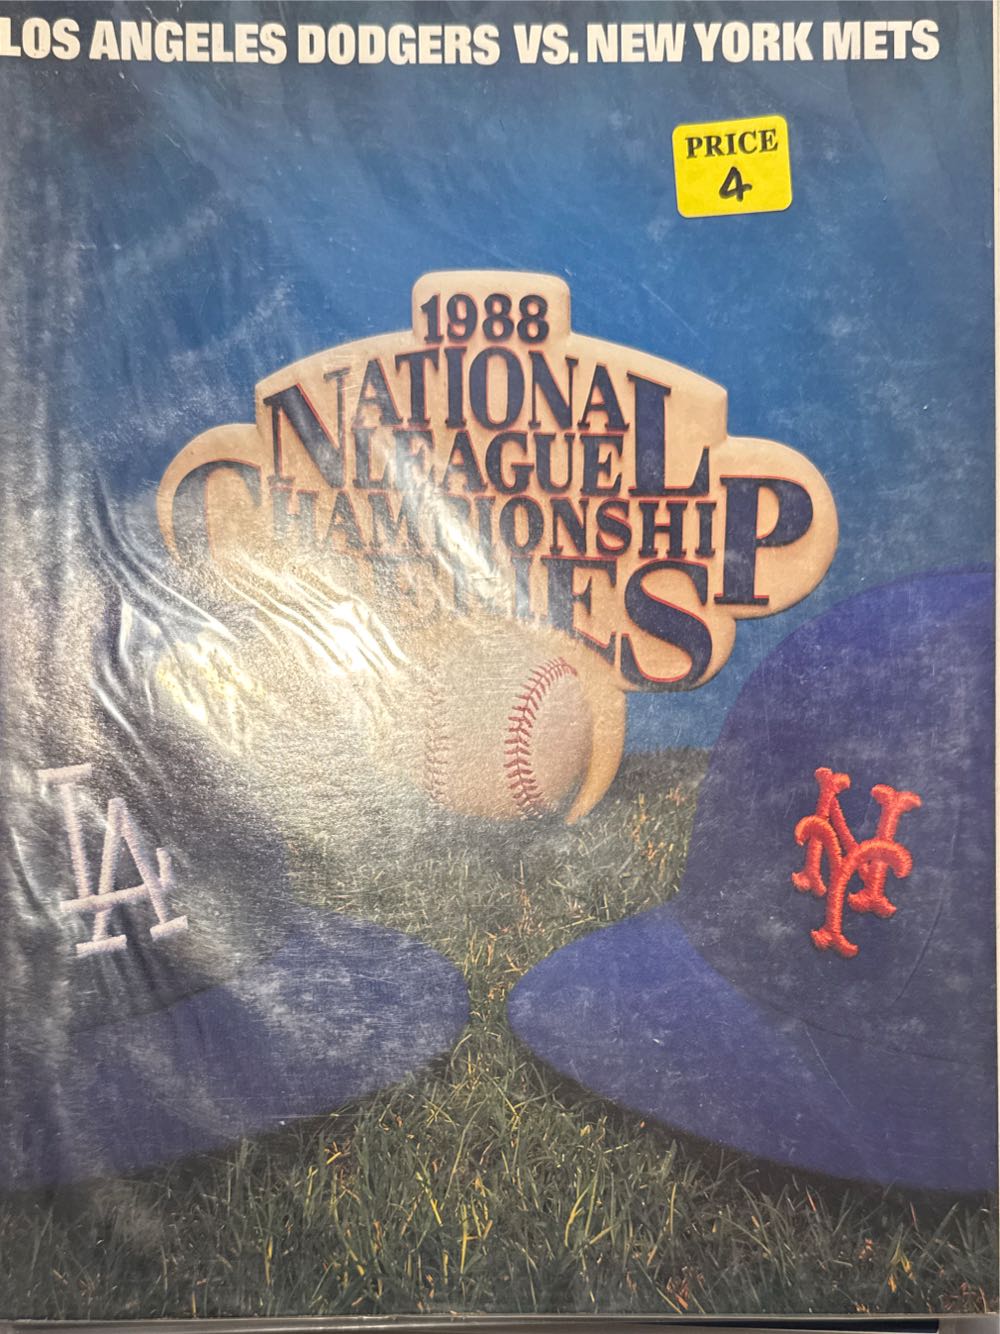 LOS ANGELES DODGERS VS. NEW YORK METS
PRICE
4
1988
NATIONAL
LEAGUE
CHAMPIONSHIP
SERIES
LA
NY